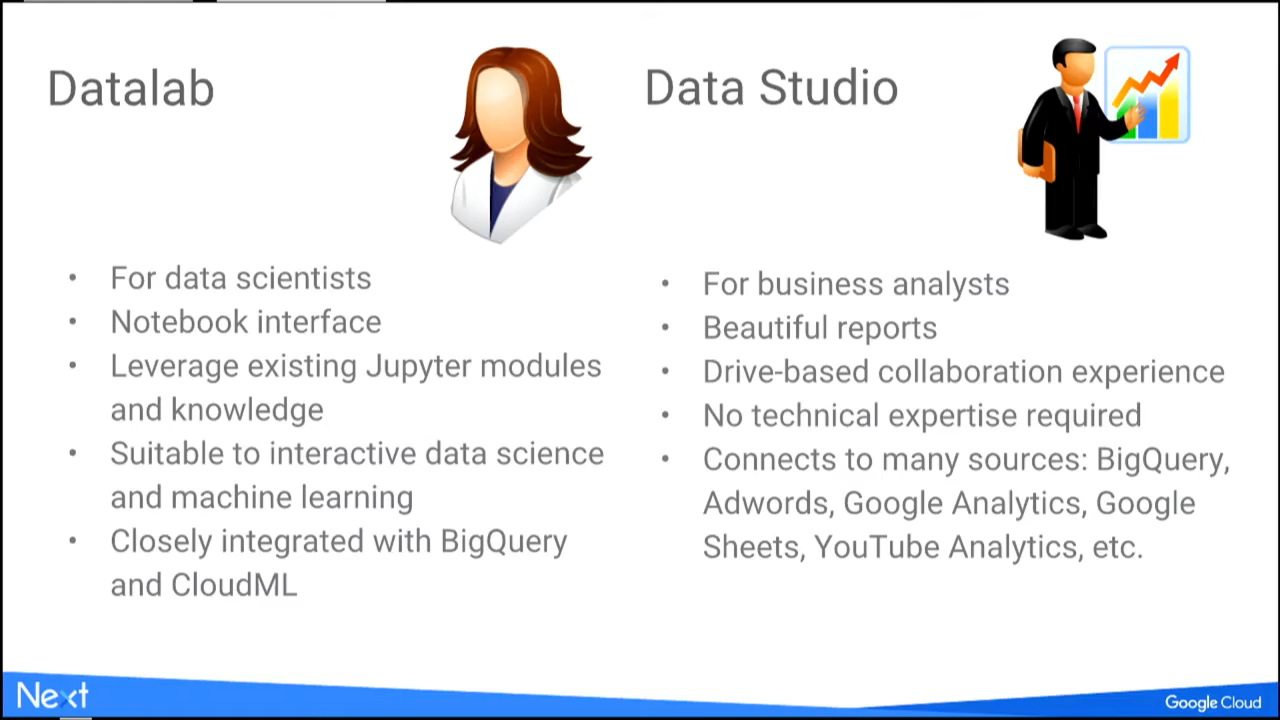 Datalab
• For data scientists
• Notebook interface
• Leverage existing Jupyter modules
and knowledge
• Suitable to interactive data science
and machine learning
• Closely integrated with BigQuery
and CloudML
Data Studio
• For business analysts
• Beautiful reports
• Drive-based collaboration experience
• No technical expertise required
• Connects to many sources: BigQuery,
Adwords, Google Analytics, Google
Sheets, YouTube Analytics, etc.
Next
Google Cloud